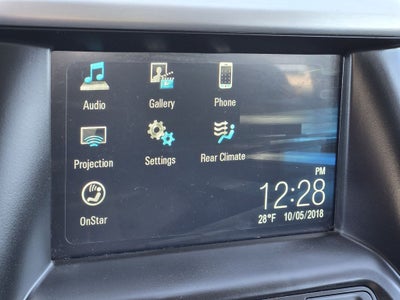 Audio
Gallery
Phone
Projection
Settings
Rear Climate
OnStar
PM
12:28
28°F 10/05/2018